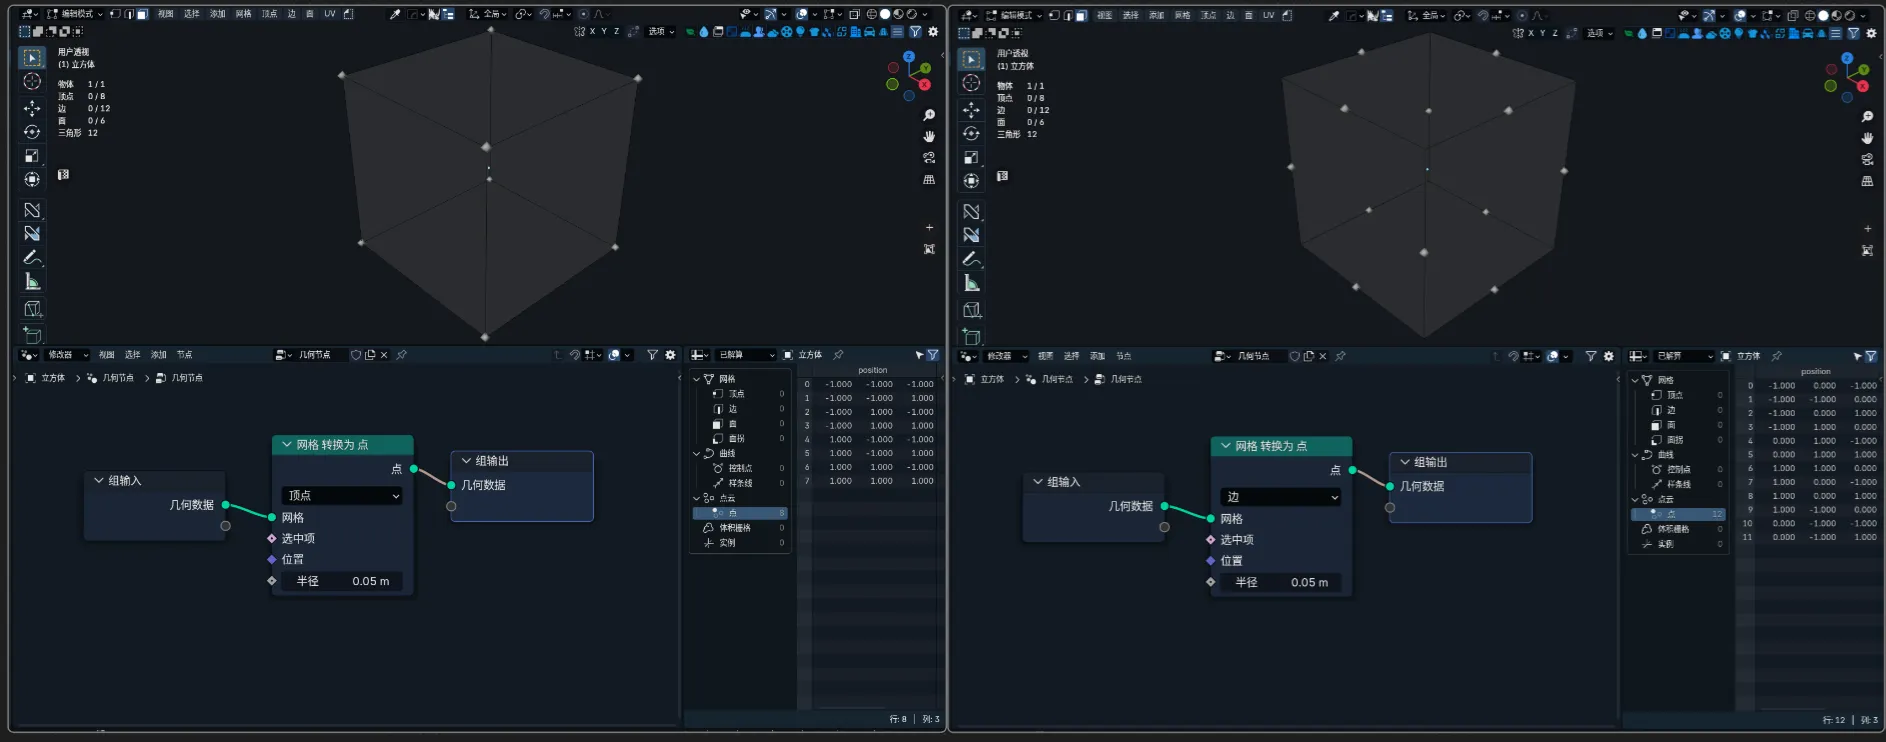 编辑模式 视图 选择 添加 网格 顶点 边 面 UV
全局
X Y Z 选项
用户透视
(1) 立方体
物体 1 / 1
顶点 0 / 8
边 0 / 12
面 0 / 6
三角形 12
Z
Y
X
修改器 视图 选择 添加 节点
几何节点
立方体 几何节点 几何节点
组输入
几何数据
网格 转换为 点
点
顶点
网格
选中项
位置
半径 0.05 m
组输出
几何数据
已解算 立方体
网格
顶点 0
边 0
面 0
面拐 0
曲线
控制点 0
样条线 0
点云
点 8
体积栅格 0
实例 0
position
0 -1.000 -1.000 -1.000
1 -1.000 -1.000 1.000
2 -1.000 1.000 -1.000
3 -1.000 1.000 1.000
4 1.000 -1.000 -1.000
5 1.000 -1.000 1.000
6 1.000 1.000 -1.000
7 1.000 1.000 1.000
行: 8 列: 3
编辑模式 视图 选择 添加 网格 顶点 边 面 UV
全局
X Y Z 选项
用户透视
(1) 立方体
物体 1 / 1
顶点 0 / 8
边 0 / 12
面 0 / 6
三角形 12
Z
Y
X
修改器 视图 选择 添加 节点
几何节点
立方体 几何节点 几何节点
组输入
几何数据
网格 转换为 点
点
边
网格
选中项
位置
半径 0.05 m
组输出
几何数据
已解算 立方体
网格
顶点 0
边 0
面 0
面拐 0
曲线
控制点 0
样条线 0
点云
点 12
体积栅格 0
实例 0
position
0 -1.000 0.000 -1.000
1 -1.000 -1.000 0.000
2 -1.000 0.000 1.000
3 -1.000 1.000 0.000
4 0.000 1.000 -1.000
5 0.000 1.000 1.000
6 1.000 1.000 0.000
7 1.000 0.000 -1.000
8 1.000 0.000 1.000
9 1.000 -1.000 0.000
10 0.000 -1.000 -1.000
11 0.000 -1.000 1.000
行: 12 列: 3